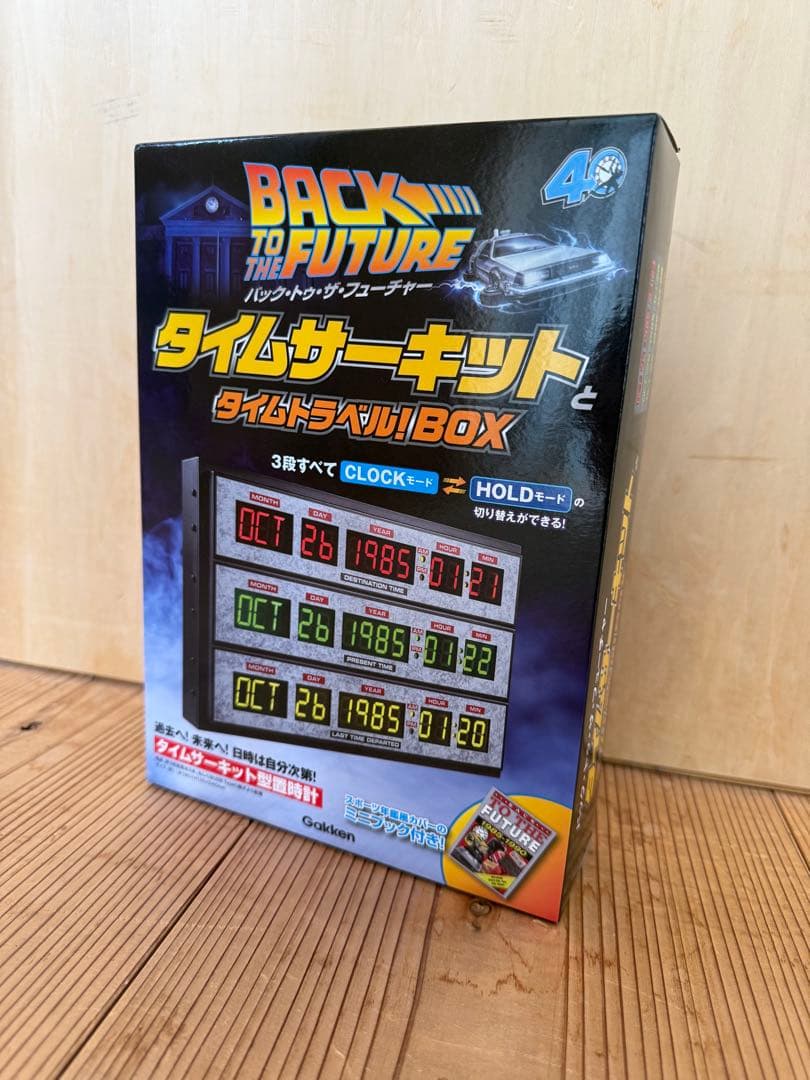 40
BACK
TO THE FUTURE
バック・トゥ・ザ・フューチャー
タイムサーキットと
タイムトラベル!BOX
3段すべて CLOCKモード ⇄ HOLDモード の
切り替えができる!
MONTH DAY YEAR HOUR MIN
OCT 26 1985 AM PM 01:21
DESTINATION TIME
MONTH DAY YEAR HOUR MIN
OCT 26 1985 AM PM 01:22
PRESENT TIME
MONTH DAY YEAR HOUR MIN
OCT 26 1985 AM PM 01:20
LAST TIME DEPARTED
過去へ! 未来へ! 日時は自分次第!
タイムサーキット型置時計
Gakken
スポーツ年鑑風カバーの
ミニブック付き!
TO THE
FUTURE
1985-1990